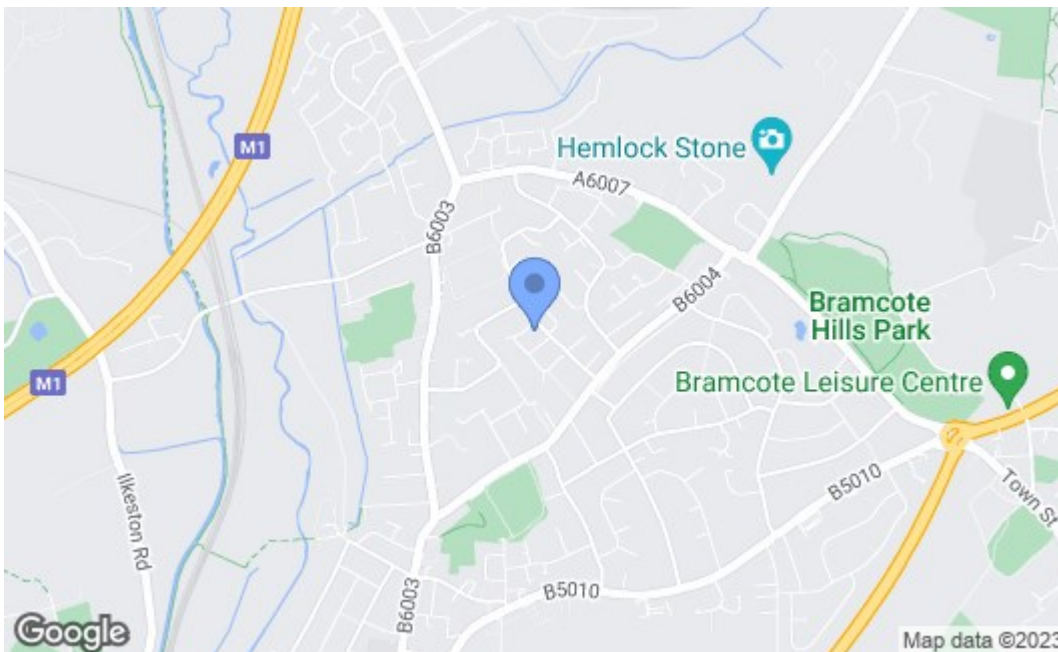 M1
Hemlock Stone
A6007
B6003
B6004
Bramcote
Hills Park
M1
Bramcote Leisure Centre
Ilkeston Rd
B5010
Town St
B5010
B6003
Google
Map data ©2023